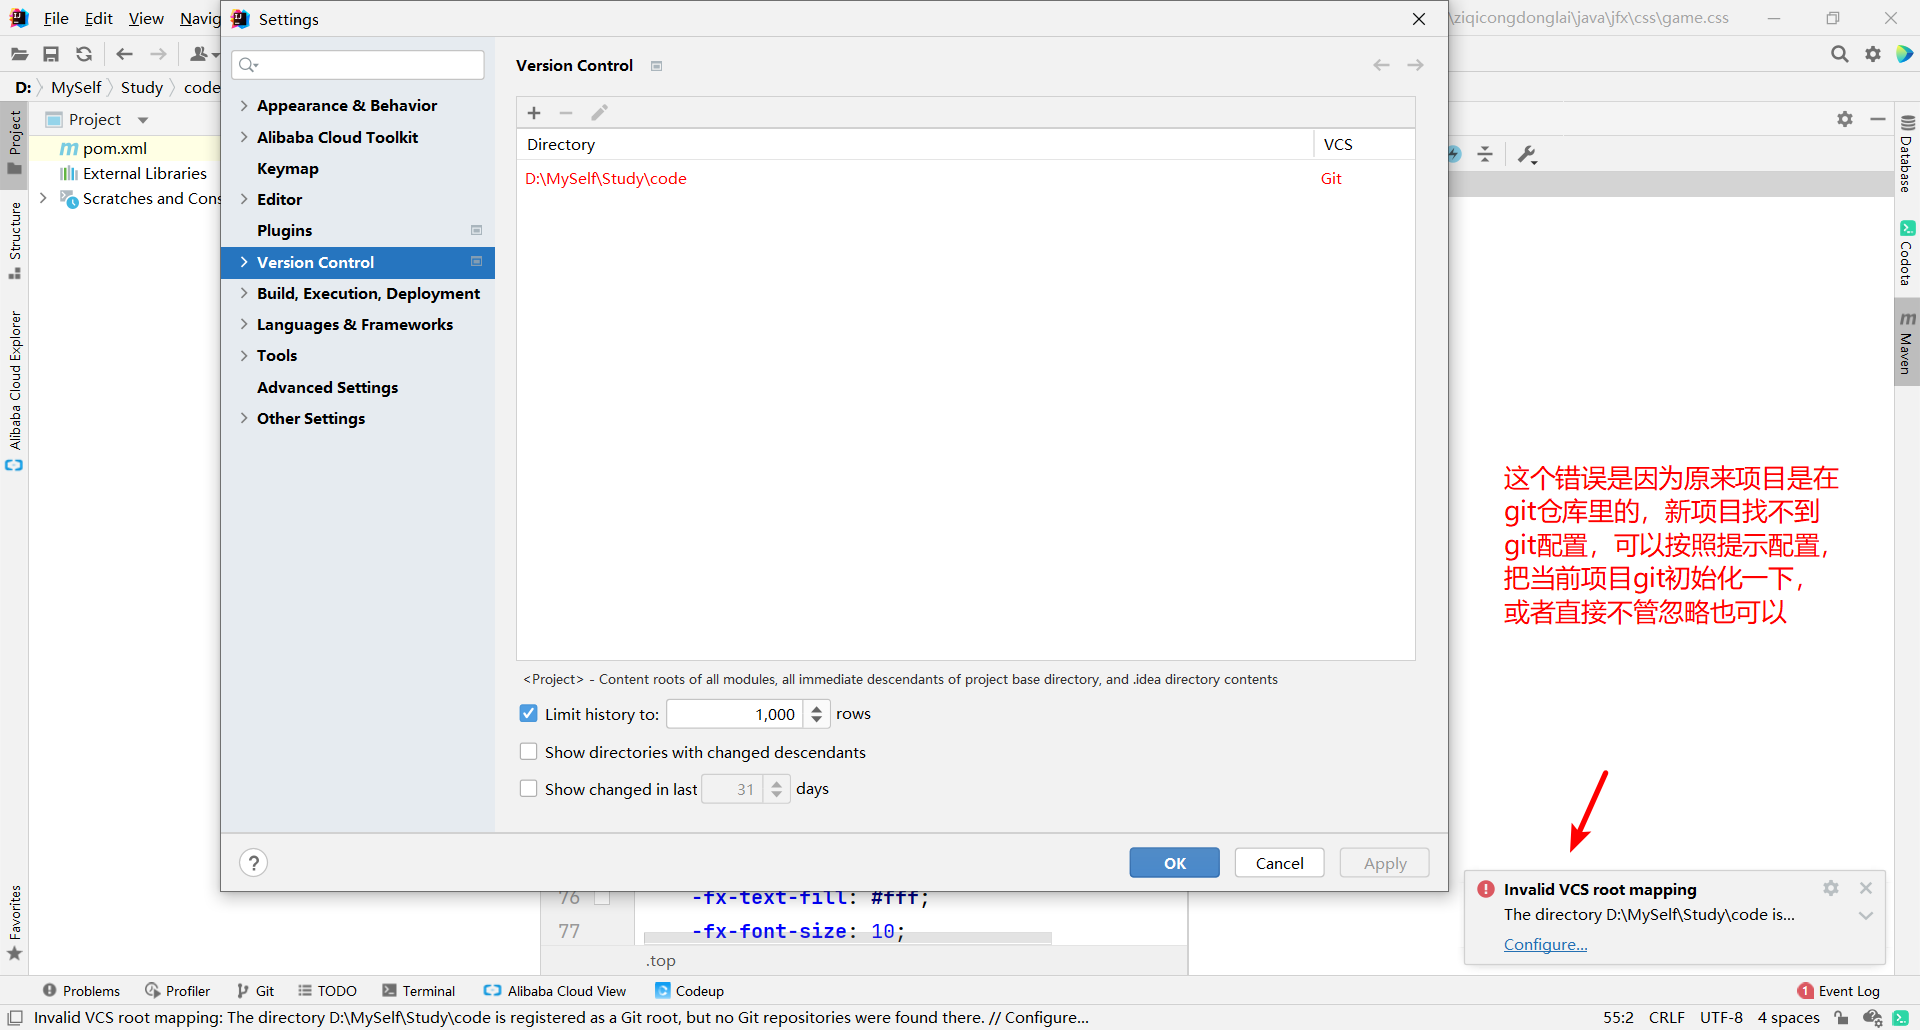 File Edit View Navig
Settings
\ziqicongdonglai\java\jfx\css\game.css
D: MySelf Study code
Project
pom.xml
External Libraries
Scratches and Cons
Project
Structure
Alibaba Cloud Explorer
Favorites
Appearance & Behavior
Alibaba Cloud Toolkit
Keymap
Editor
Plugins
Version Control
Build, Execution, Deployment
Languages & Frameworks
Tools
Advanced Settings
Other Settings
Version Control
Directory VCS
D:\MySelf\Study\code Git
<Project> - Content roots of all modules, all immediate descendants of project base directory, and .idea directory contents
Limit history to: 1,000 rows
Show directories with changed descendants
Show changed in last 31 days
? OK Cancel Apply
Database
Codota
m Maven
这个错误是因为原来项目是在
git仓库里的，新项目找不到
git配置，可以按照提示配置，
把当前项目git初始化一下，
或者直接不管忽略也可以
Invalid VCS root mapping
The directory D:\MySelf\Study\code is...
Configure...
76 -fx-text-fill: #fff;
77 -fx-font-size: 10;
.top
Problems Profiler Git TODO Terminal Alibaba Cloud View Codeup 1 Event Log
Invalid VCS root mapping: The directory D:\MySelf\Study\code is registered as a Git root, but no Git repositories were found there. // Configure... 55:2 CRLF UTF-8 4 spaces